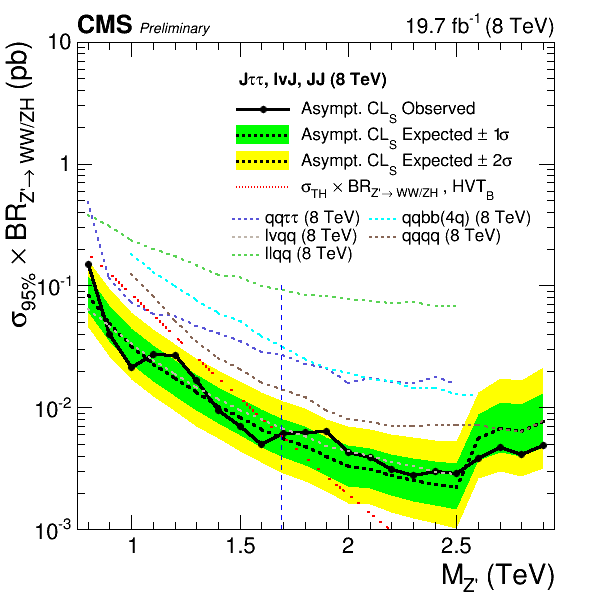 CMS Preliminary 19.7 fb⁻¹ (8 TeV)
σ95% × BRZ'→ WW/ZH (pb)
10
1
10⁻¹
10⁻²
10⁻³
Jττ, lνJ, JJ (8 TeV)
Asympt. CLS Observed
Asympt. CLS Expected ± 1σ
Asympt. CLS Expected ± 2σ
σTH × BRZ'→ WW/ZH , HVTB
qqττ (8 TeV) qqbb(4q) (8 TeV)
lvqq (8 TeV) qqqq (8 TeV)
llqq (8 TeV)
1 1.5 2 2.5
MZ' (TeV)